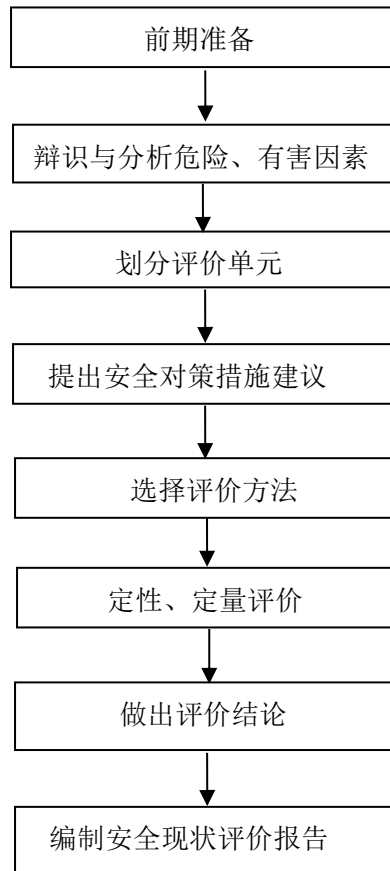 前期准备
辩识与分析危险、有害因素
划分评价单元
提出安全对策措施建议
选择评价方法
定性、定量评价
做出评价结论
编制安全现状评价报告